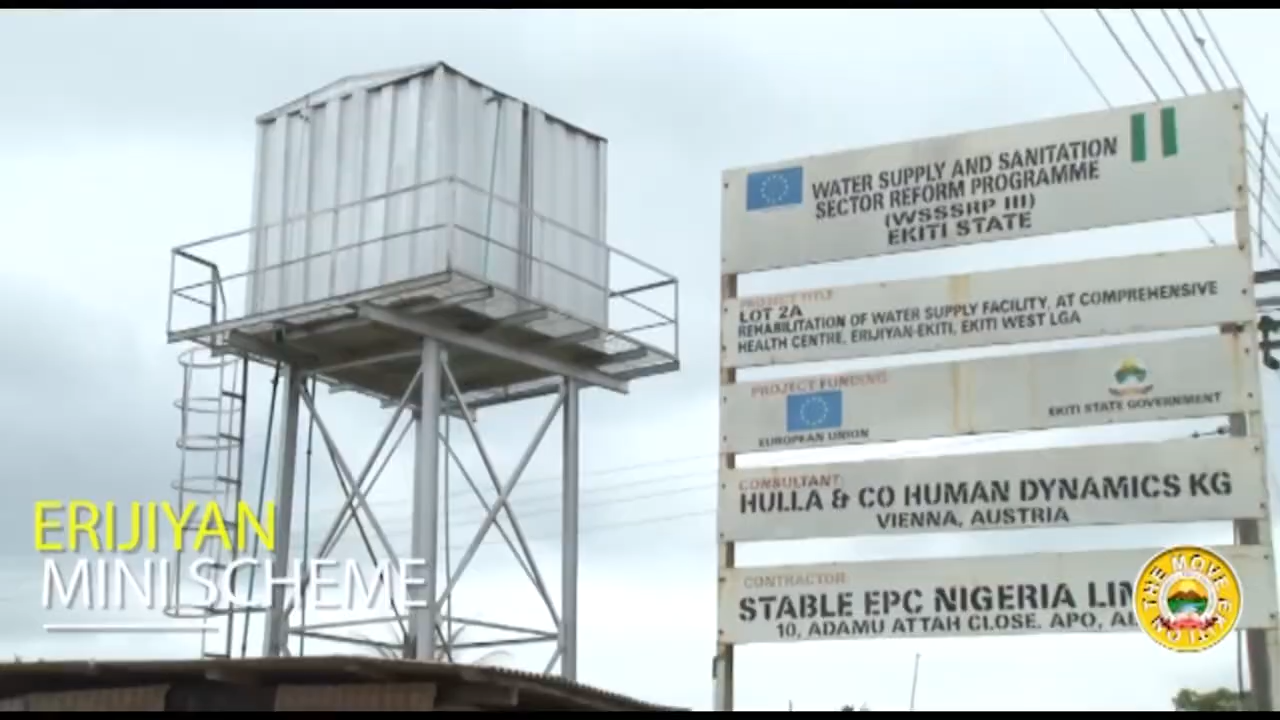 WATER SUPPLY AND SANITATION
SECTOR REFORM PROGRAMME
(WSSSRP III)
EKITI STATE
PROJECT TITLE
LOT 2A
REHABILITATION OF WATER SUPPLY FACILITY, AT COMPREHENSIVE
HEALTH CENTRE, ERIJIYAN-EKITI, EKITI WEST LGA
PROJECT FUNDING
EUROPEAN UNION
EKITI STATE GOVERNMENT
CONSULTANT:
HULLA & CO HUMAN DYNAMICS KG
VIENNA, AUSTRIA
CONTRACTOR:
STABLE EPC NIGERIA
10, ADAMU ATTAH CLOSE, APO,
ERIJIYAN
MINI SCHEME
EKITI ON THE MOVE